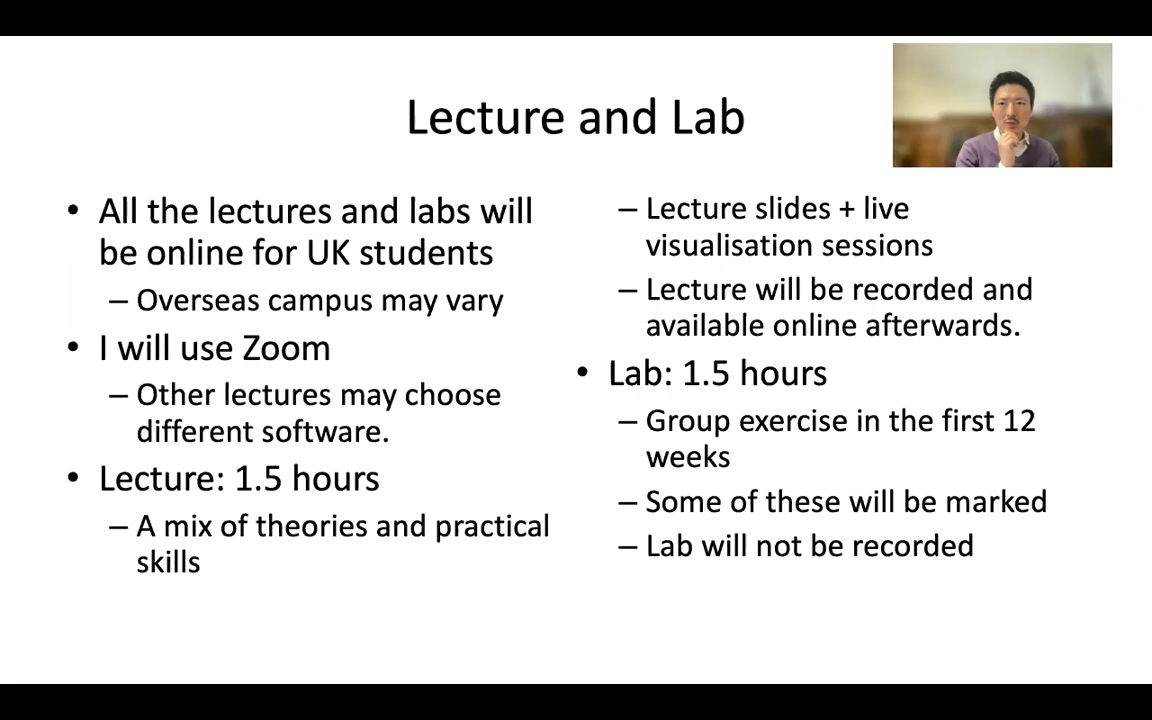 Lecture and Lab
• All the lectures and labs will
be online for UK students
– Overseas campus may vary
• I will use Zoom
– Other lectures may choose
different software.
• Lecture: 1.5 hours
– A mix of theories and practical
skills
– Lecture slides + live
visualisation sessions
– Lecture will be recorded and
available online afterwards.
• Lab: 1.5 hours
– Group exercise in the first 12
weeks
– Some of these will be marked
– Lab will not be recorded